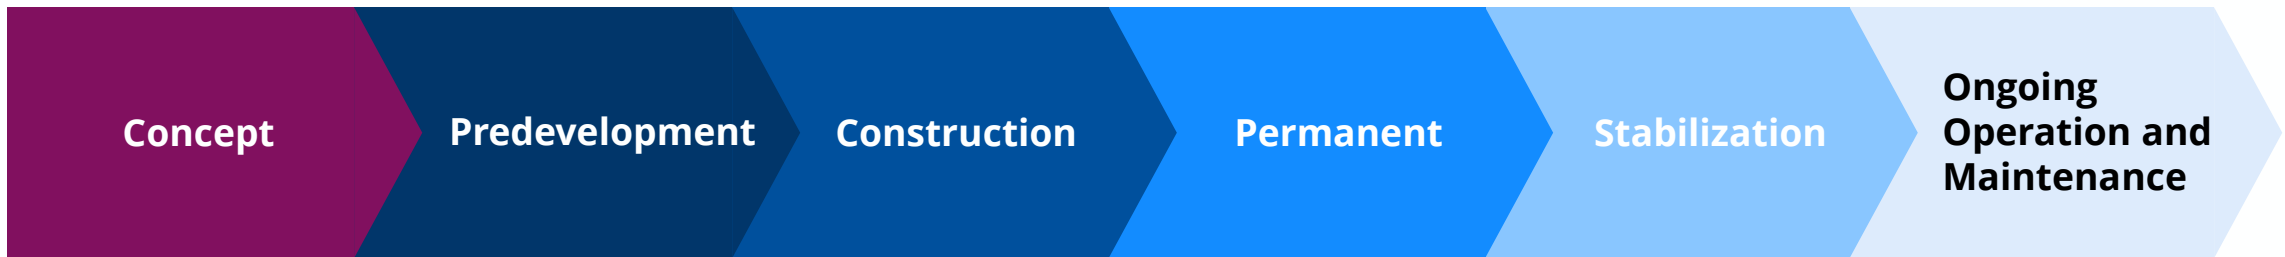 Concept
Predevelopment
Construction
Permanent
Stabilization
Ongoing
Operation and
Maintenance